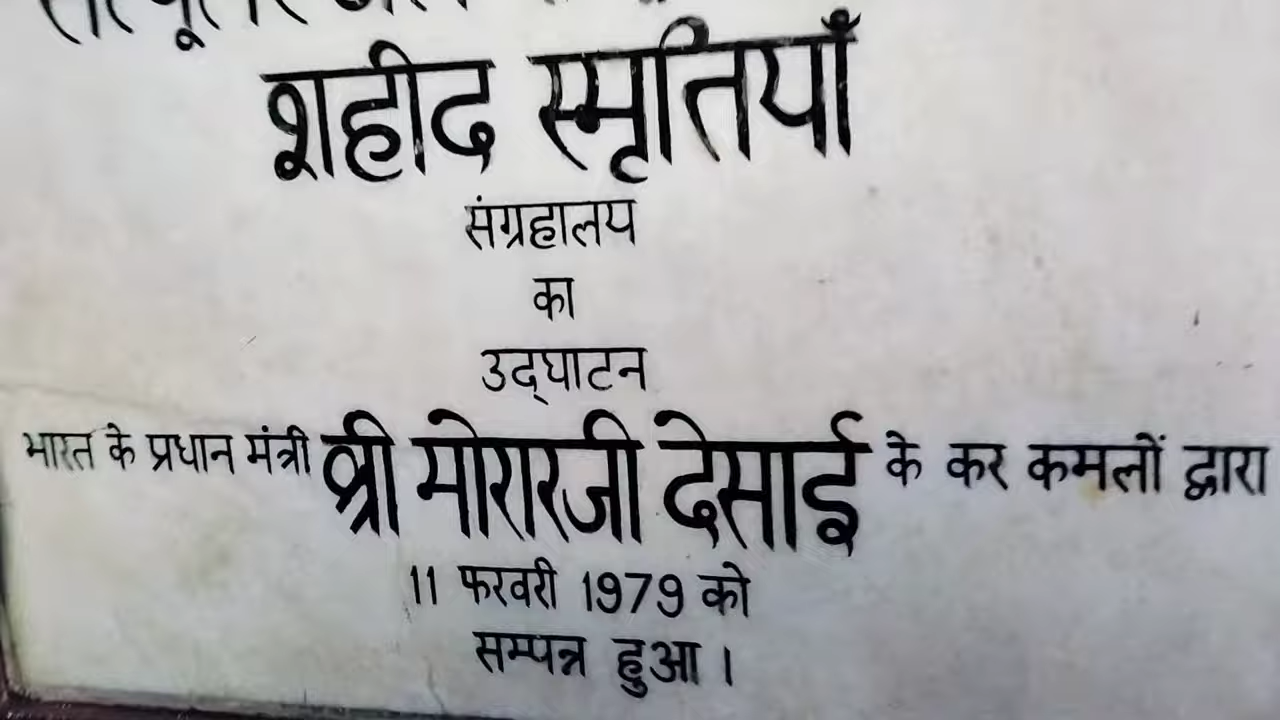 शहीद स्मृतियाँ
संग्रहालय
का
उद्‌घाटन
भारत के प्रधान मंत्री श्री मोरारजी देसाई के कर कमलों द्वारा
11 फरवरी 1979 को
सम्पन्न हुआ।